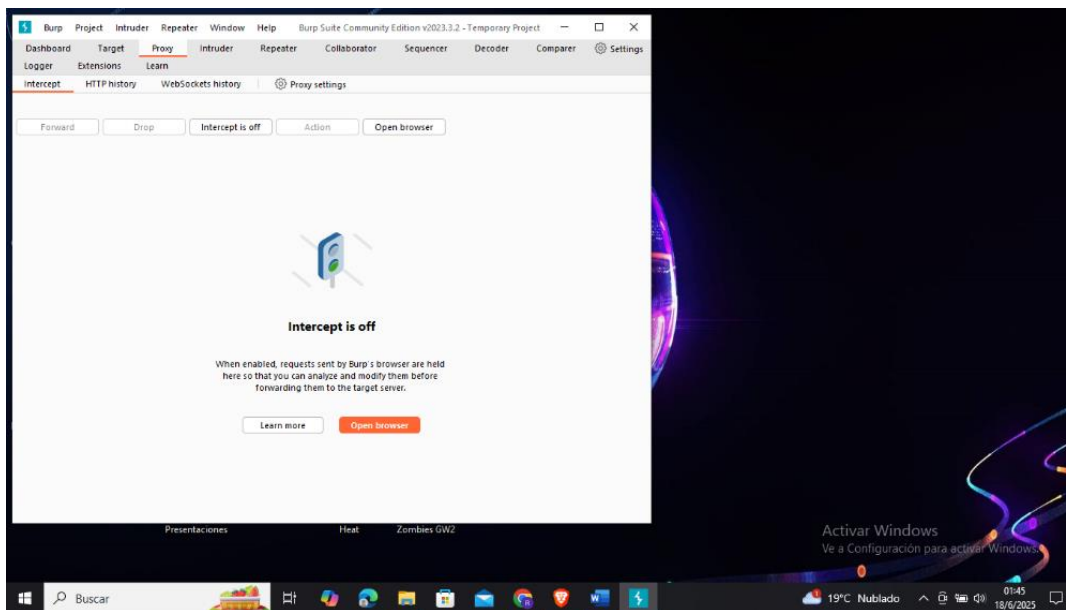 Burp Project Intruder Repeater Window Help Burp Suite Community Edition v2023.3.2 - Temporary Project
Dashboard Target Proxy Intruder Repeater Collaborator Sequencer Decoder Comparer Settings
Logger Extensions Learn
Intercept HTTP history WebSockets history Proxy settings
Forward Drop Intercept is off Action Open browser
Intercept is off
When enabled, requests sent by Burp's browser are held
here so that you can analyze and modify them before
forwarding them to the target server.
Learn more Open browser
Presentaciones Heat Zombies GW2
Activar Windows
Ve a Configuración para activar Windows.
Buscar 19°C Nublado 01:45
18/6/2025